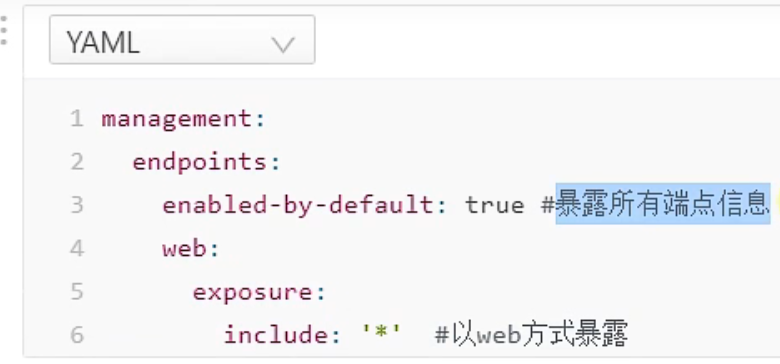 YAML
1 management:
2   endpoints:
3     enabled-by-default: true #暴露所有端点信息
4     web:
5       exposure:
6         include: '*'  #以web方式暴露